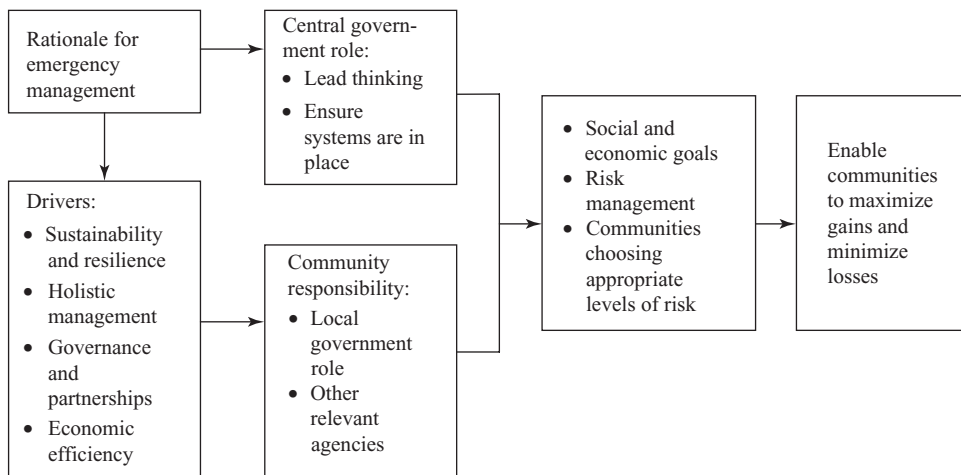 Rationale for
emergency
management
Central govern-
ment role:
• Lead thinking
• Ensure
systems are in
place
Drivers:
• Sustainability
and resilience
• Holistic
management
• Governance
and
partnerships
• Economic
efficiency
Community
responsibility:
• Local
government
role
• Other
relevant
agencies
• Social and
economic goals
• Risk
management
• Communities
choosing
appropriate
levels of risk
Enable
communities
to maximize
gains and
minimize
losses